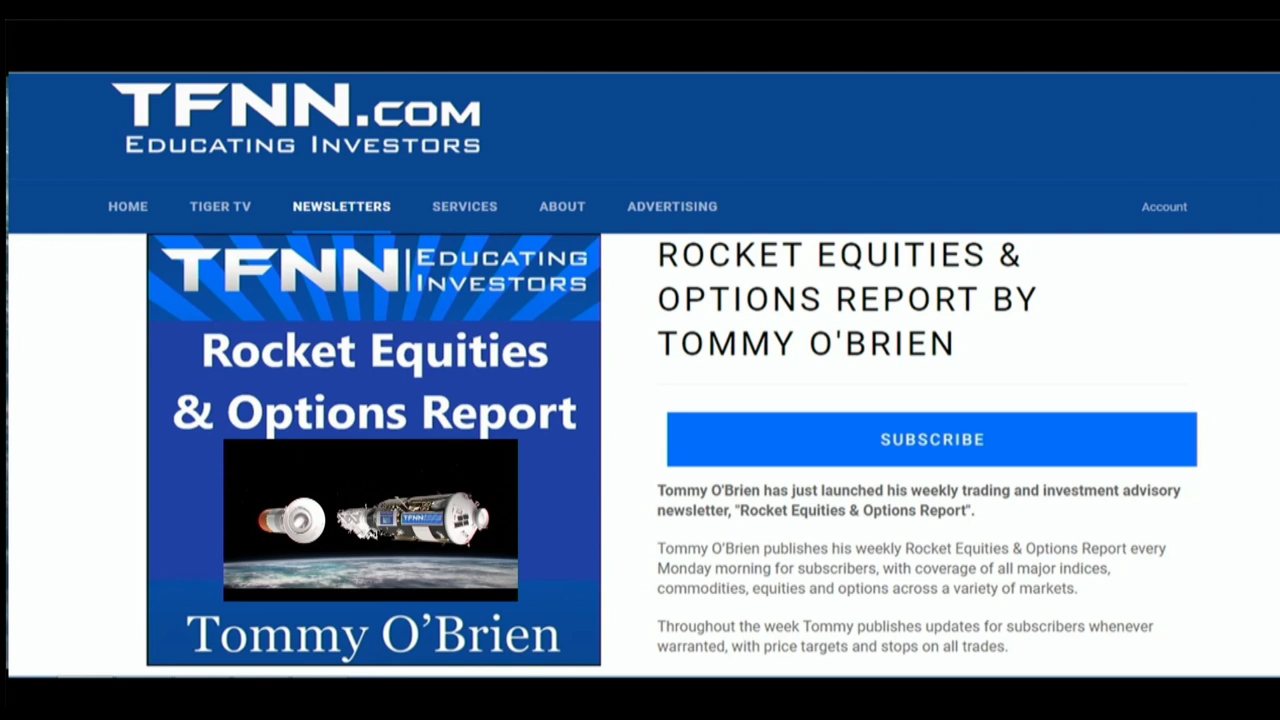 TFNN.COM
EDUCATING INVESTORS
HOME TIGER TV NEWSLETTERS SERVICES ABOUT ADVERTISING Account
TFNN EDUCATING
INVESTORS
Rocket Equities
& Options Report
TFNN
Tommy O’Brien
ROCKET EQUITIES &
OPTIONS REPORT BY
TOMMY O'BRIEN
SUBSCRIBE
Tommy O'Brien has just launched his weekly trading and investment advisory
newsletter, "Rocket Equities & Options Report".
Tommy O’Brien publishes his weekly Rocket Equities & Options Report every
Monday morning for subscribers, with coverage of all major indices,
commodities, equities and options across a variety of markets.
Throughout the week Tommy publishes updates for subscribers whenever
warranted, with price targets and stops on all trades.